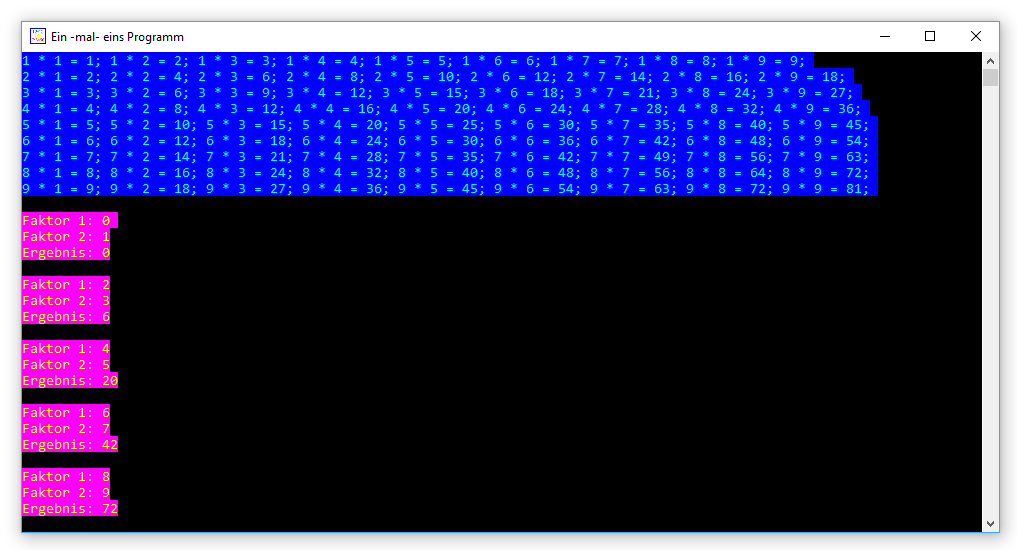 Ein -mal- eins Programm
1 * 1 = 1; 1 * 2 = 2; 1 * 3 = 3; 1 * 4 = 4; 1 * 5 = 5; 1 * 6 = 6; 1 * 7 = 7; 1 * 8 = 8; 1 * 9 = 9;
2 * 1 = 2; 2 * 2 = 4; 2 * 3 = 6; 2 * 4 = 8; 2 * 5 = 10; 2 * 6 = 12; 2 * 7 = 14; 2 * 8 = 16; 2 * 9 = 18;
3 * 1 = 3; 3 * 2 = 6; 3 * 3 = 9; 3 * 4 = 12; 3 * 5 = 15; 3 * 6 = 18; 3 * 7 = 21; 3 * 8 = 24; 3 * 9 = 27;
4 * 1 = 4; 4 * 2 = 8; 4 * 3 = 12; 4 * 4 = 16; 4 * 5 = 20; 4 * 6 = 24; 4 * 7 = 28; 4 * 8 = 32; 4 * 9 = 36;
5 * 1 = 5; 5 * 2 = 10; 5 * 3 = 15; 5 * 4 = 20; 5 * 5 = 25; 5 * 6 = 30; 5 * 7 = 35; 5 * 8 = 40; 5 * 9 = 45;
6 * 1 = 6; 6 * 2 = 12; 6 * 3 = 18; 6 * 4 = 24; 6 * 5 = 30; 6 * 6 = 36; 6 * 7 = 42; 6 * 8 = 48; 6 * 9 = 54;
7 * 1 = 7; 7 * 2 = 14; 7 * 3 = 21; 7 * 4 = 28; 7 * 5 = 35; 7 * 6 = 42; 7 * 7 = 49; 7 * 8 = 56; 7 * 9 = 63;
8 * 1 = 8; 8 * 2 = 16; 8 * 3 = 24; 8 * 4 = 32; 8 * 5 = 40; 8 * 6 = 48; 8 * 7 = 56; 8 * 8 = 64; 8 * 9 = 72;
9 * 1 = 9; 9 * 2 = 18; 9 * 3 = 27; 9 * 4 = 36; 9 * 5 = 45; 9 * 6 = 54; 9 * 7 = 63; 9 * 8 = 72; 9 * 9 = 81;
Faktor 1: 0
Faktor 2: 1
Ergebnis: 0
Faktor 1: 2
Faktor 2: 3
Ergebnis: 6
Faktor 1: 4
Faktor 2: 5
Ergebnis: 20
Faktor 1: 6
Faktor 2: 7
Ergebnis: 42
Faktor 1: 8
Faktor 2: 9
Ergebnis: 72